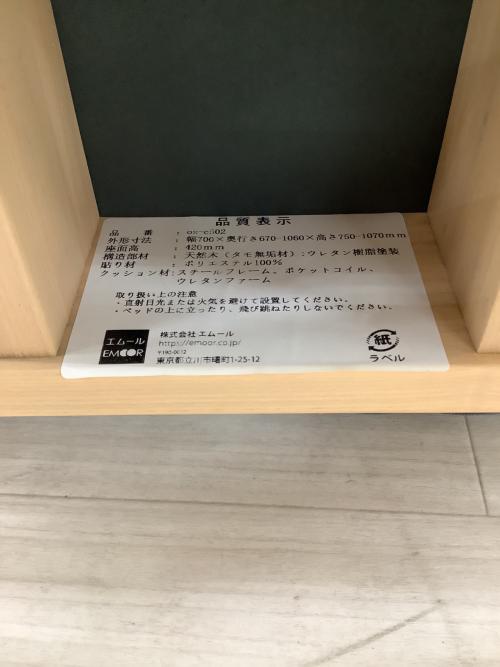 品質表示
品 番 : ox-c502
外形寸法 : 幅700×奥行き670-1060×高さ750-1070mm
座面高 : 420mm
構造部材 : 天然木(タモ無垢材):ウレタン樹脂塗装
貼り材 : ポリエステル100%
クッション材:スチールフレーム、ポケットコイル、
ウレタンファーム
取り扱い上の注意
・直射日光または火気を避けて設置してください。
・ベッドの上に立ったり、飛び跳ねたりしないでください。
エムール
EMOOR
株式会社エムール
https://emoor.co.jp/
〒190-0012
東京都立川市曙町1-25-12
紙
ラベル